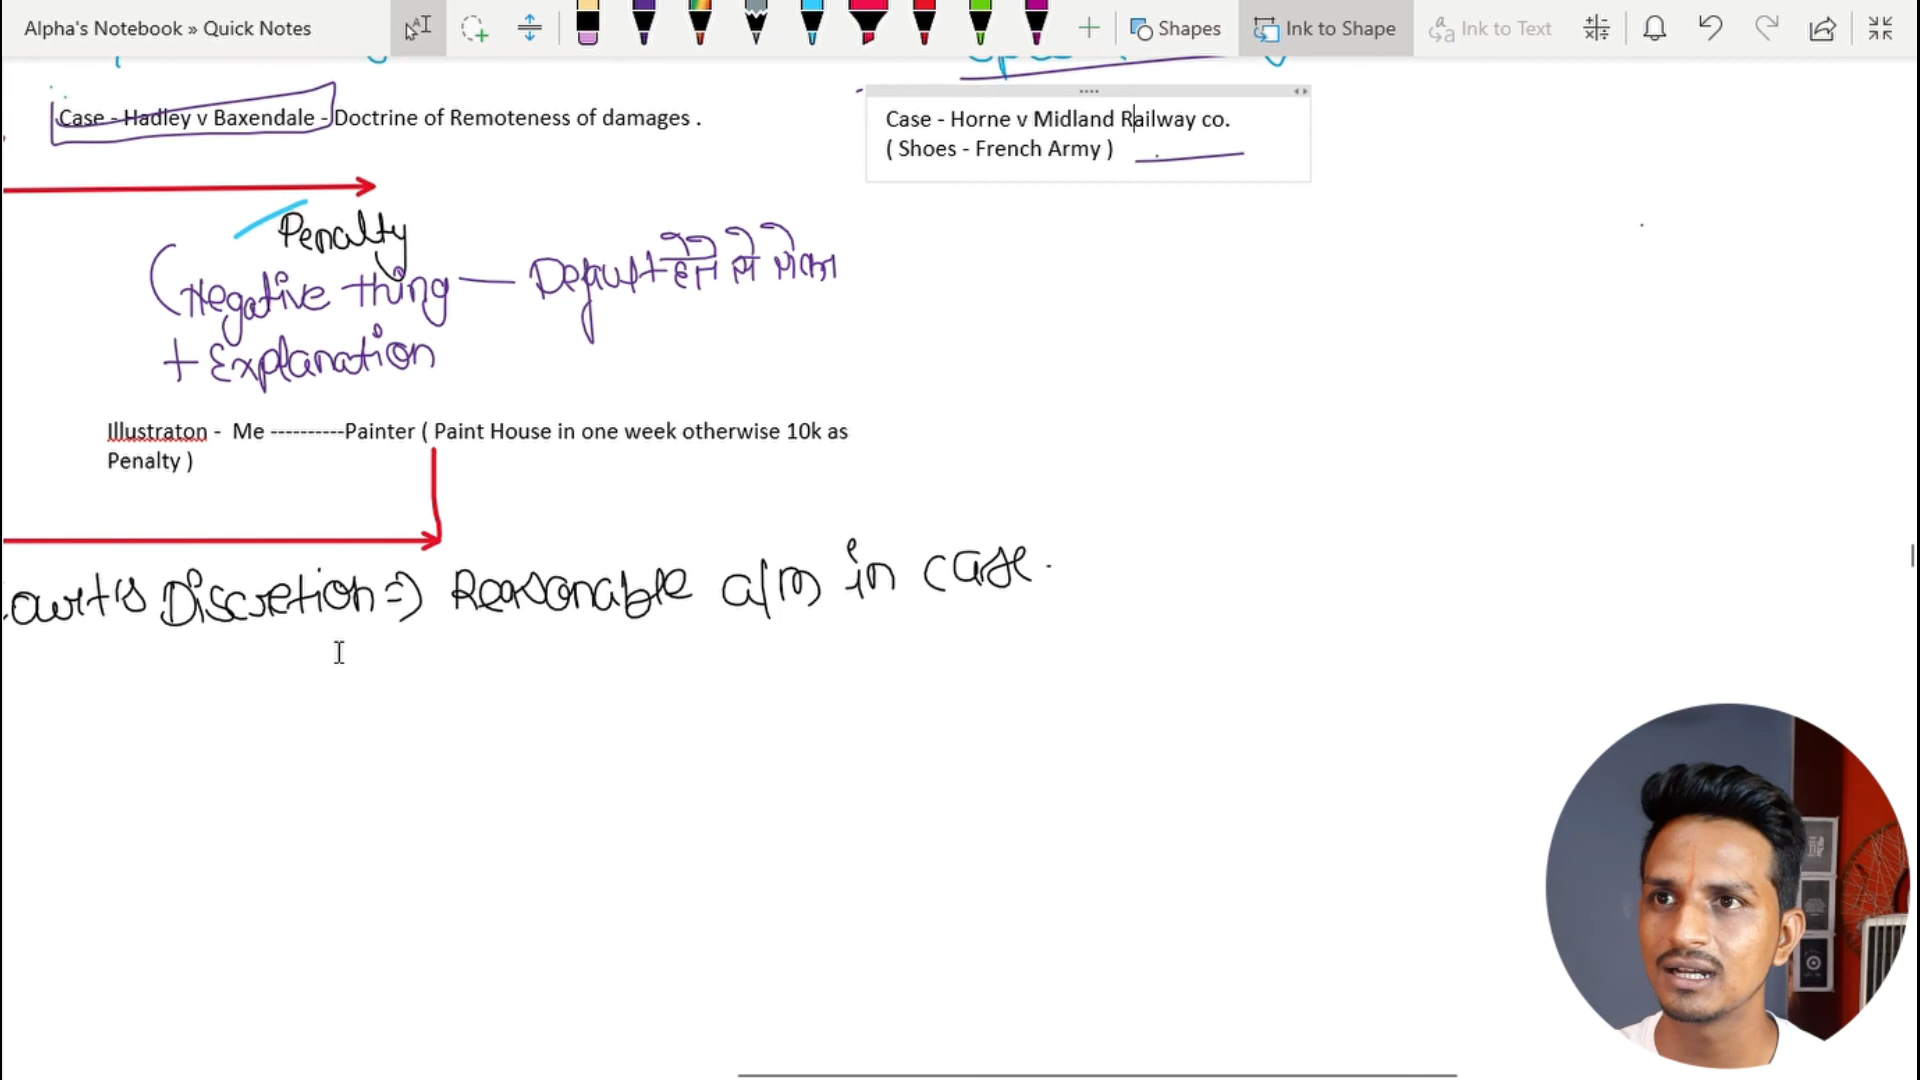 Alpha's Notebook » Quick Notes
Shapes
Ink to Shape
Ink to Text
Case - Hadley v Baxendale - Doctrine of Remoteness of damages .
Case - Horne v Midland Railway co.
( Shoes - French Army )
Penalty
(Negative thing — Default देने से रोकना
+ Explanation
Illustraton - Me ----------Painter ( Paint House in one week otherwise 10k as
Penalty )
Discretion => Reasonable a/m in case.